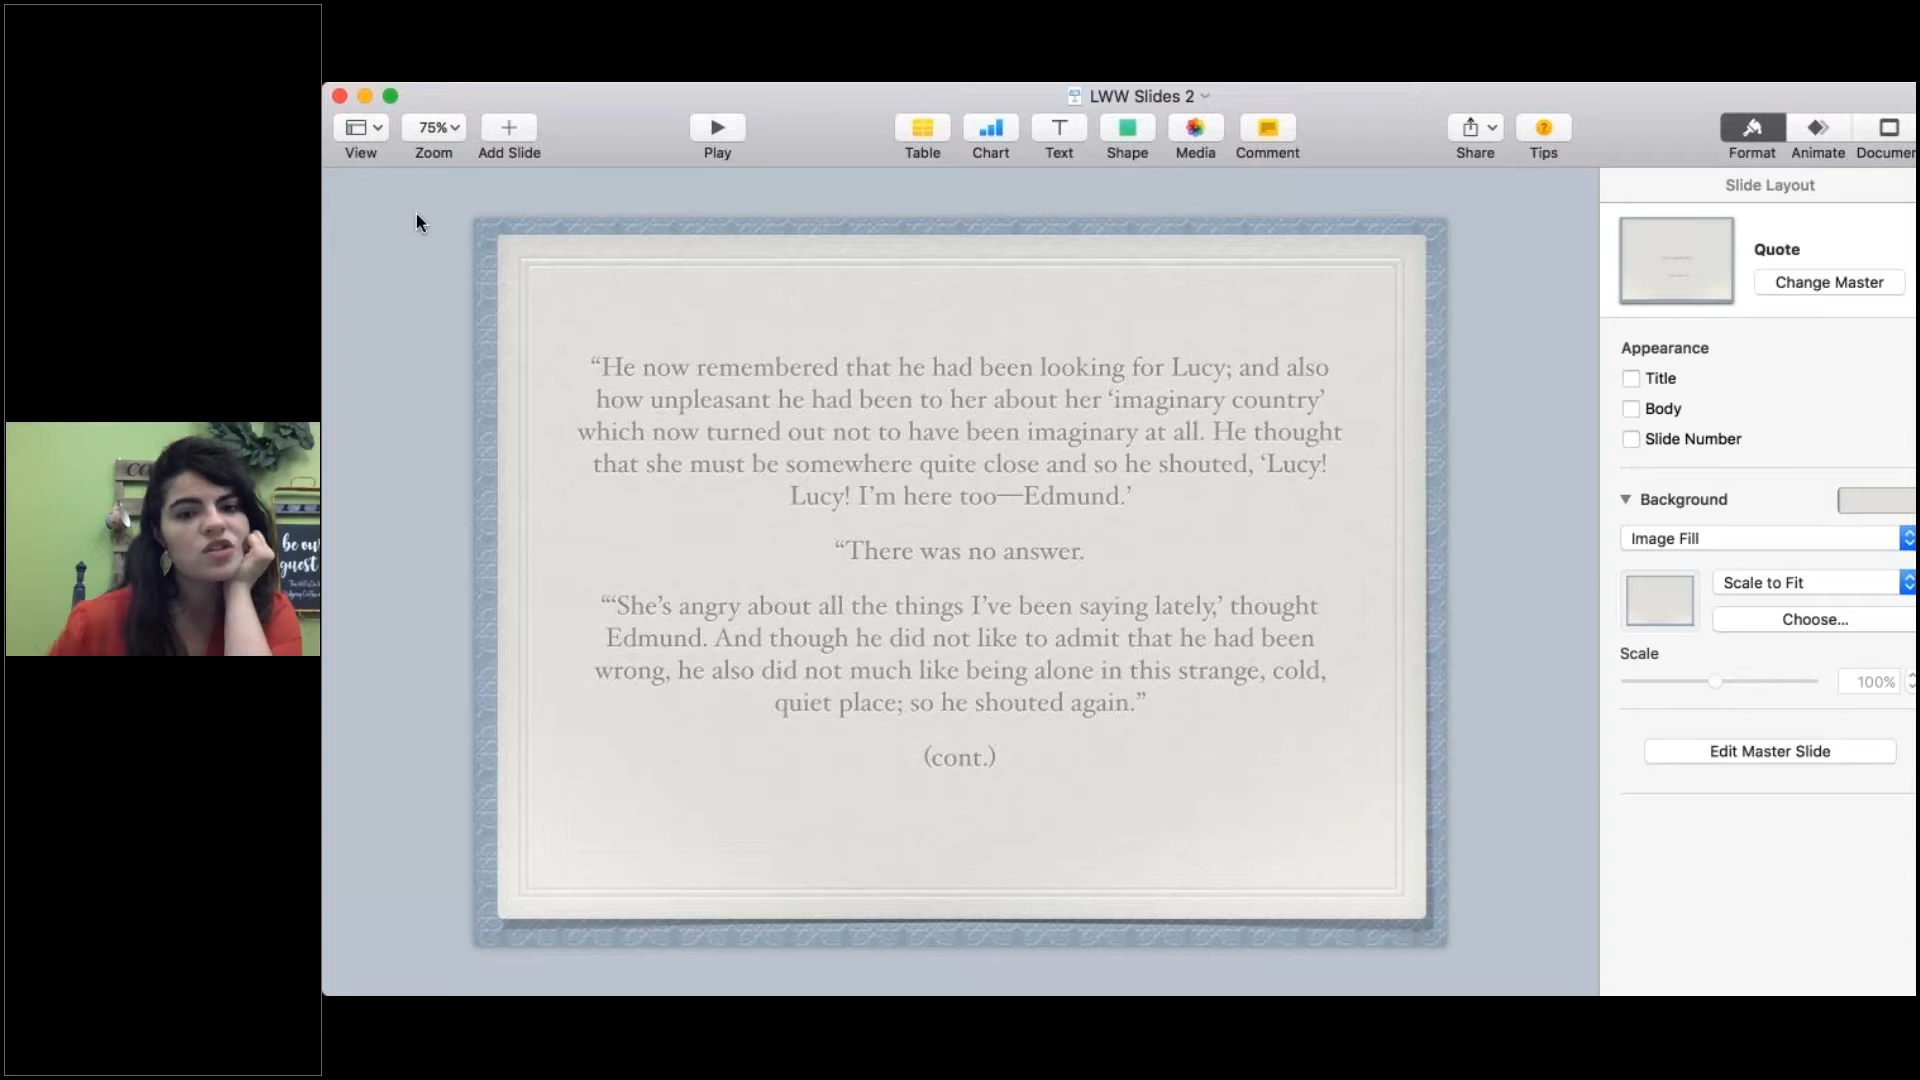 LWW Slides 2
75%
View
Zoom
Add Slide
Play
Table
Chart
Text
Shape
Media
Comment
Share
Tips
Format
Animate
Slide Layout
“He now remembered that he had been looking for Lucy; and also
how unpleasant he had been to her about her ‘imaginary country’
which now turned out not to have been imaginary at all. He thought
that she must be somewhere quite close and so he shouted, ‘Lucy!
Lucy! I’m here too—Edmund.’
“There was no answer.
“‘She’s angry about all the things I’ve been saying lately,’ thought
Edmund. And though he did not like to admit that he had been
wrong, he also did not much like being alone in this strange, cold,
quiet place; so he shouted again.”
(cont.)
Quote
Change Master
Appearance
Title
Body
Slide Number
Background
Image Fill
Scale to Fit
Choose...
Scale
100%
Edit Master Slide
be our
guest